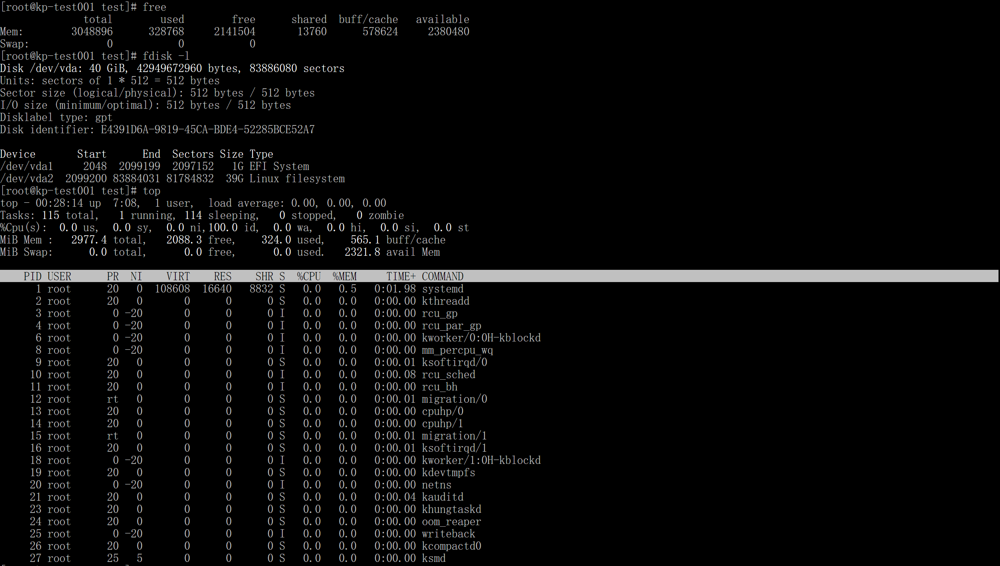 [root@kp-test001 test]# free
              total        used        free      shared  buff/cache   available
Mem:        3048896      328768     2141504       13760      578624     2380480
Swap:             0           0           0
[root@kp-test001 test]# fdisk -l
Disk /dev/vda: 40 GiB, 42949672960 bytes, 83886080 sectors
Units: sectors of 1 * 512 = 512 bytes
Sector size (logical/physical): 512 bytes / 512 bytes
I/O size (minimum/optimal): 512 bytes / 512 bytes
Disklabel type: gpt
Disk identifier: E4391D6A-9819-45CA-BDE4-52285BCE52A7
Device       Start      End  Sectors Size Type
/dev/vda1     2048  2099199  2097152   1G EFI System
/dev/vda2  2099200 83884031 81784832  39G Linux filesystem
[root@kp-test001 test]# top
top - 00:28:14 up  7:08,  1 user,  load average: 0.00, 0.00, 0.00
Tasks: 115 total,   1 running, 114 sleeping,   0 stopped,   0 zombie
%Cpu(s):  0.0 us,  0.0 sy,  0.0 ni,100.0 id,  0.0 wa,  0.0 hi,  0.0 si,  0.0 st
MiB Mem :   2977.4 total,   2088.3 free,    324.0 used,    565.1 buff/cache
MiB Swap:      0.0 total,      0.0 free,      0.0 used.   2321.8 avail Mem
    PID USER      PR  NI    VIRT    RES    SHR S  %CPU  %MEM     TIME+ COMMAND
      1 root      20   0  108608  16640   8832 S   0.0   0.5   0:01.98 systemd
      2 root      20   0       0      0      0 S   0.0   0.0   0:00.00 kthreadd
      3 root       0 -20       0      0      0 I   0.0   0.0   0:00.00 rcu_gp
      4 root       0 -20       0      0      0 I   0.0   0.0   0:00.00 rcu_par_gp
      6 root       0 -20       0      0      0 I   0.0   0.0   0:00.00 kworker/0:0H-kblockd
      8 root       0 -20       0      0      0 I   0.0   0.0   0:00.00 mm_percpu_wq
      9 root      20   0       0      0      0 S   0.0   0.0   0:00.01 ksoftirqd/0
     10 root      20   0       0      0      0 I   0.0   0.0   0:00.08 rcu_sched
     11 root      20   0       0      0      0 I   0.0   0.0   0:00.00 rcu_bh
     12 root      rt   0       0      0      0 S   0.0   0.0   0:00.01 migration/0
     13 root      20   0       0      0      0 S   0.0   0.0   0:00.00 cpuhp/0
     14 root      20   0       0      0      0 S   0.0   0.0   0:00.00 cpuhp/1
     15 root      rt   0       0      0      0 S   0.0   0.0   0:00.01 migration/1
     16 root      20   0       0      0      0 S   0.0   0.0   0:00.01 ksoftirqd/1
     18 root       0 -20       0      0      0 I   0.0   0.0   0:00.00 kworker/1:0H-kblockd
     19 root      20   0       0      0      0 S   0.0   0.0   0:00.00 kdevtmpfs
     20 root       0 -20       0      0      0 I   0.0   0.0   0:00.00 netns
     21 root      20   0       0      0      0 S   0.0   0.0   0:00.04 kauditd
     23 root      20   0       0      0      0 S   0.0   0.0   0:00.00 khungtaskd
     24 root      20   0       0      0      0 S   0.0   0.0   0:00.00 oom_reaper
     25 root       0 -20       0      0      0 I   0.0   0.0   0:00.00 writeback
     26 root      20   0       0      0      0 S   0.0   0.0   0:00.00 kcompactd0
     27 root      25   5       0      0      0 S   0.0   0.0   0:00.00 ksmd